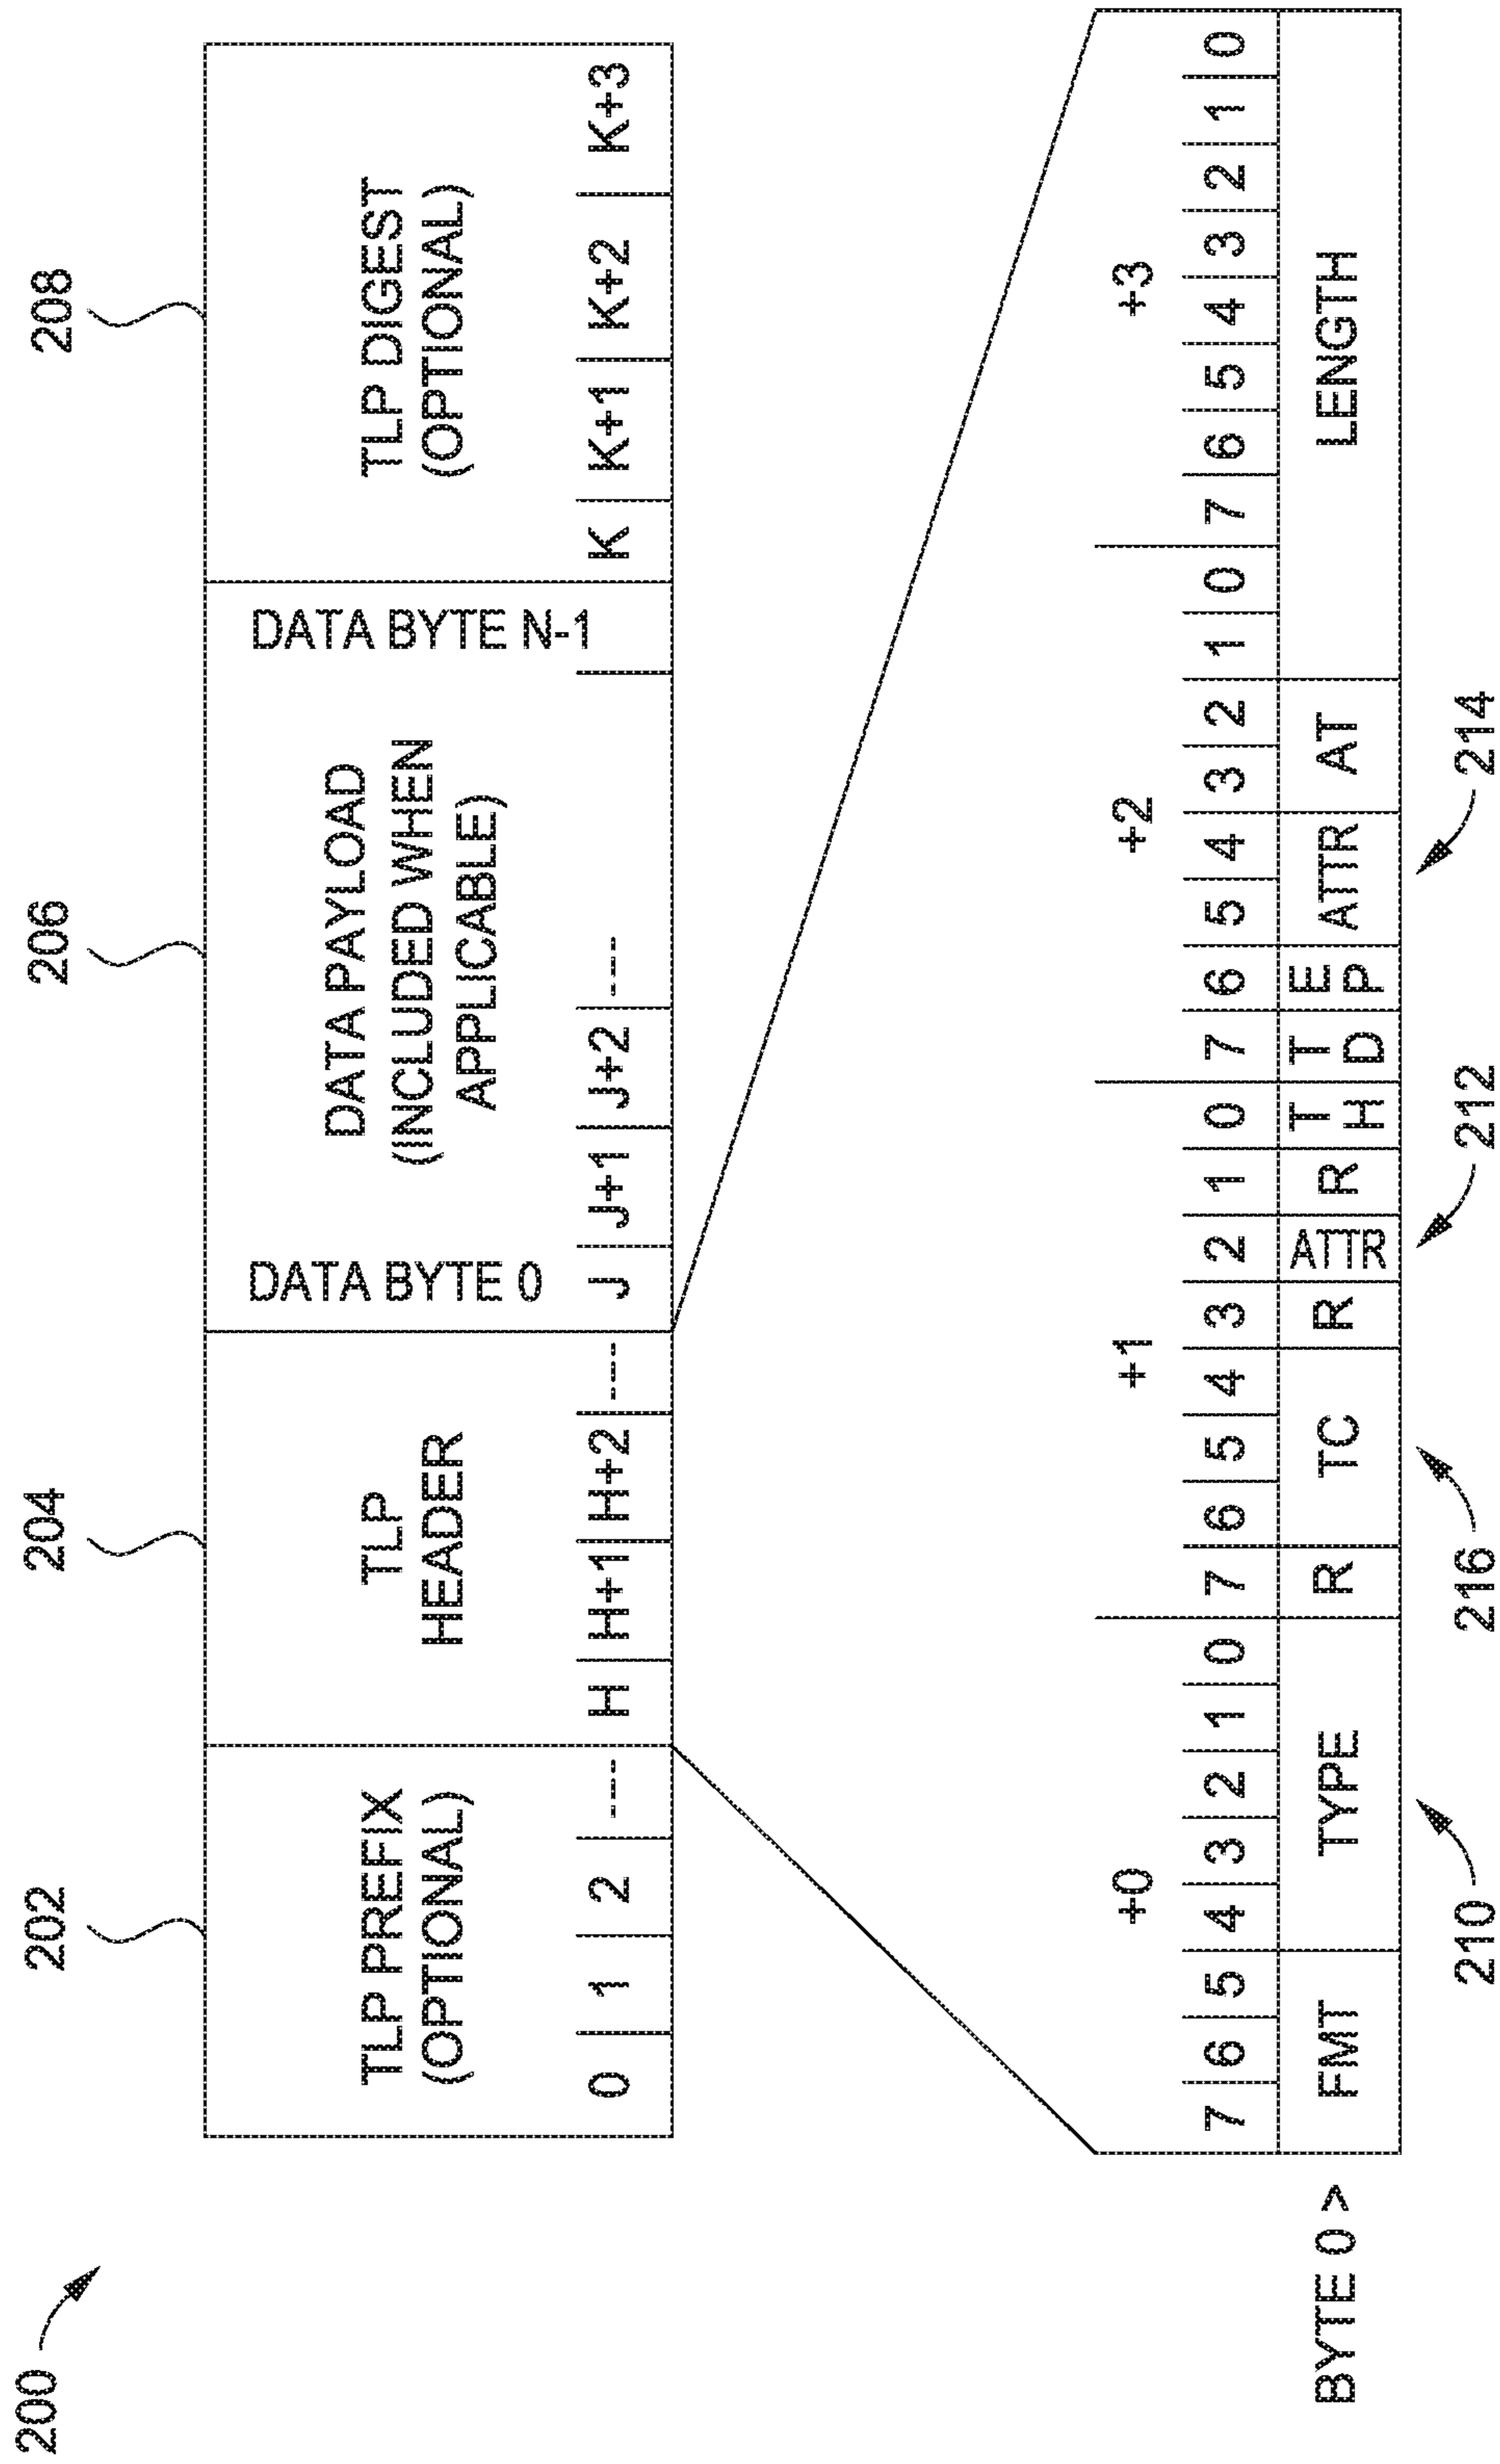 200
202
204
206
208
TLP PREFIX
(OPTIONAL)
0 1 2 ---
TLP
HEADER
H H+1 H+2 ---
DATA BYTE 0
DATA PAYLOAD
(INCLUDED WHEN
APPLICABLE)
DATA BYTE N-1
J J+1 J+2 ---
TLP DIGEST
(OPTIONAL)
K K+1 K+2 K+3
+0 +1 +2 +3
7 6 5 4 3 2 1 0 7 6 5 4 3 2 1 0 7 6 5 4 3 2 1 0 7 6 5 4 3 2 1 0
BYTE 0 > FMT TYPE R TC R ATTR R TH TD EP ATTR AT LENGTH
210
216
212
214